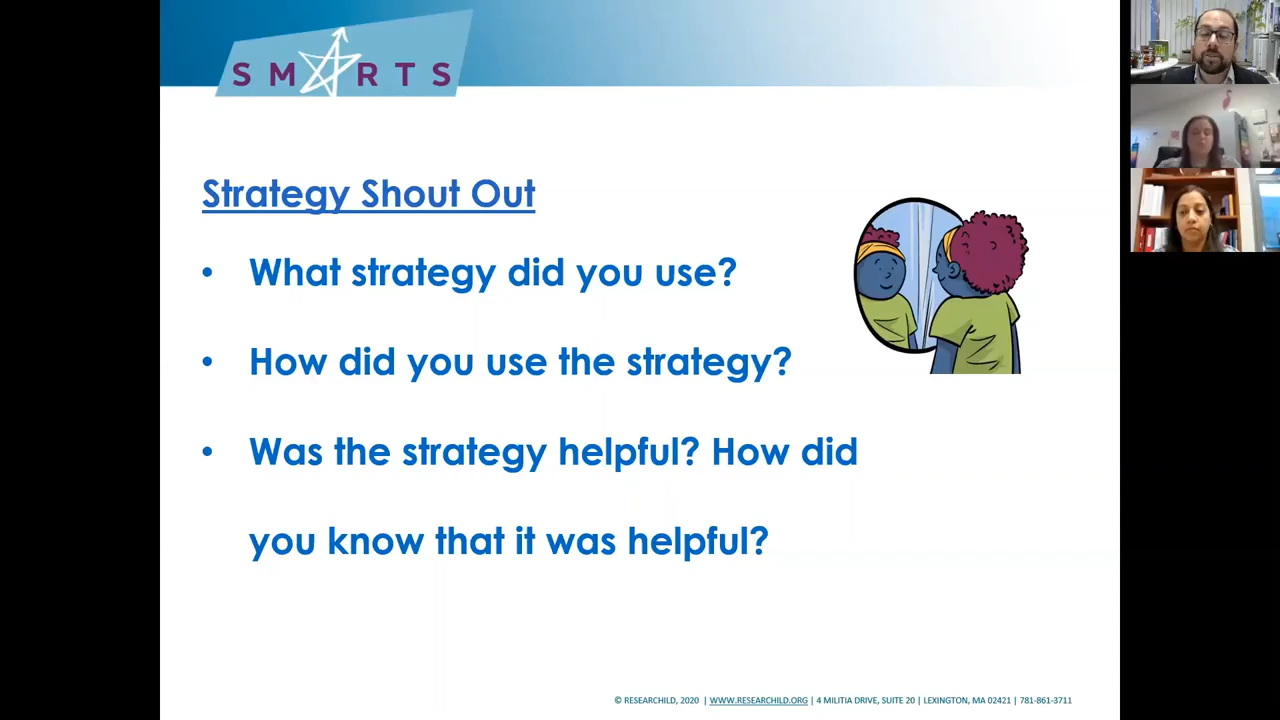 SMARTS
Strategy Shout Out
• What strategy did you use?
• How did you use the strategy?
• Was the strategy helpful? How did
you know that it was helpful?
© RESEARCHILD, 2020 | WWW.RESEARCHILD.ORG | 4 MILITIA DRIVE, SUITE 20 | LEXINGTON, MA 02421 | 781-861-3711